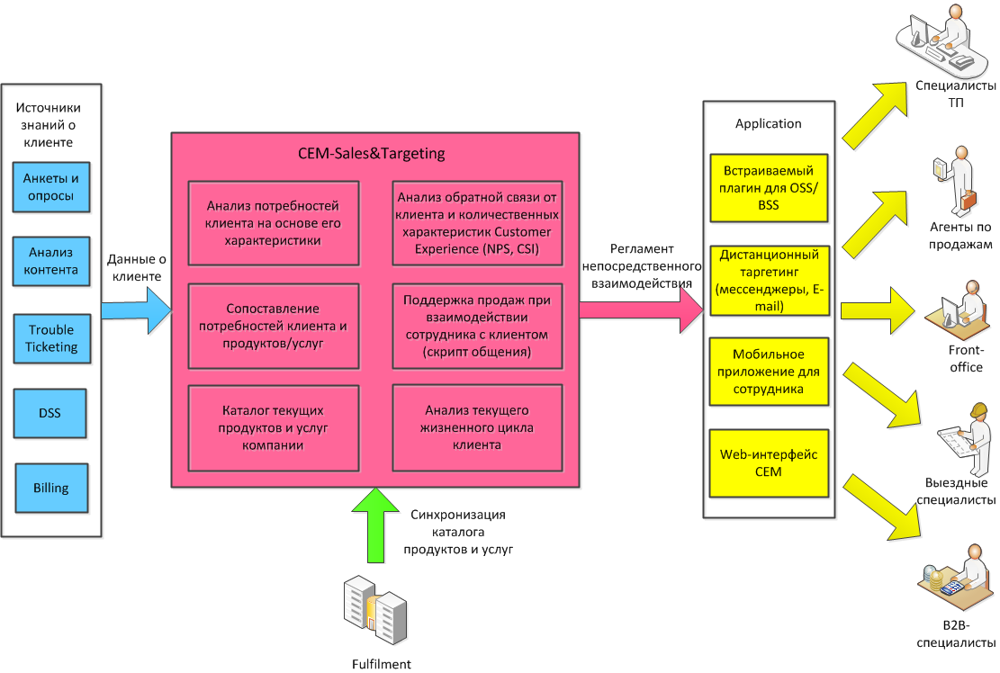 Источники
знаний о
клиенте
Анкеты и
опросы
Анализ
контента
Trouble
Ticketing
DSS
Billing
Данные о
клиенте
CEM-Sales&Targeting
Анализ потребностей
клиента на основе его
характеристики
Анализ обратной связи от
клиента и количественных
характеристик Customer
Experience (NPS, CSI)
Сопоставление
потребностей клиента и
продуктов/услуг
Поддержка продаж при
взаимодействии
сотрудника с клиентом
(скрипт общения)
Каталог текущих
продуктов и услуг
компании
Анализ текущего
жизненного цикла
клиента
Синхронизация
каталога
продуктов и услуг
Fulfilment
Регламент
непосредственного
взаимодействия
Application
Встраиваемый
плагин для OSS/
BSS
Дистанционный
таргетинг
(мессенджеры, E-
mail)
Мобильное
приложение для
сотрудника
Web-интерфейс
CEM
Специалисты
ТП
Агенты по
продажам
Front-
office
Выездные
специалисты
B2B-
специалисты